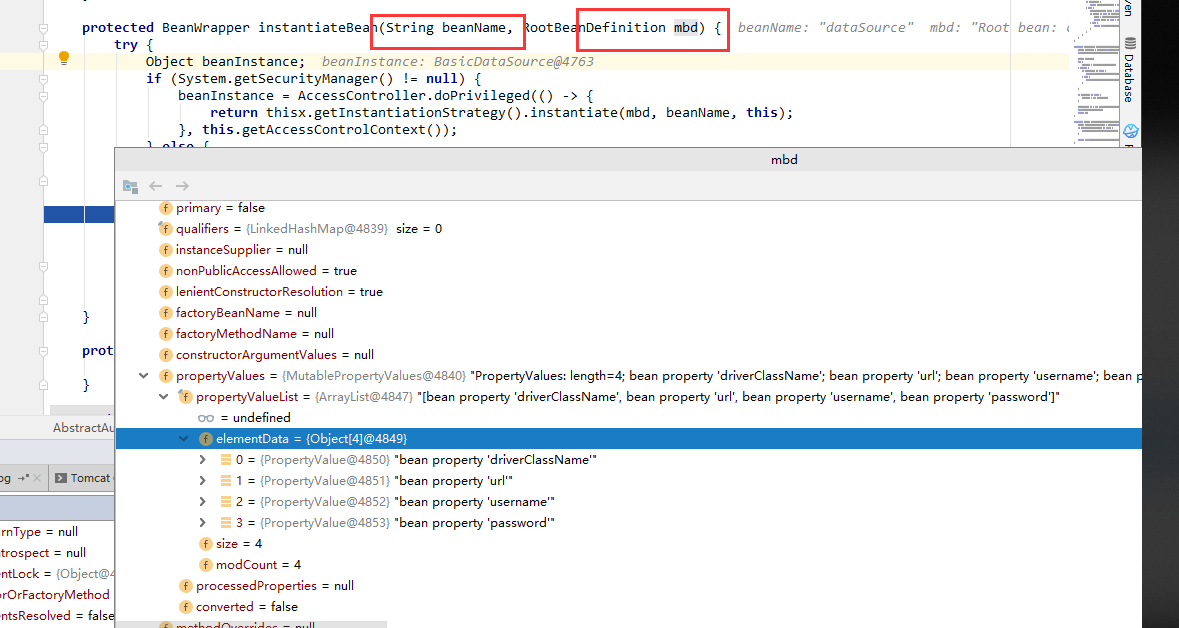 protected BeanWrapper instantiateBean(String beanName, RootBeanDefinition mbd) { beanName: "dataSource" mbd: "Root bean: c
try {
Object beanInstance; beanInstance: BasicDataSource@4763
if (System.getSecurityManager() != null) {
beanInstance = AccessController.doPrivileged(() -> {
return thisx.getInstantiationStrategy().instantiate(mbd, beanName, this);
}, this.getAccessControlContext());
} else {
ven
Database
mbd
primary = false
qualifiers = {LinkedHashMap@4839} size = 0
instanceSupplier = null
nonPublicAccessAllowed = true
lenientConstructorResolution = true
factoryBeanName = null
factoryMethodName = null
constructorArgumentValues = null
propertyValues = {MutablePropertyValues@4840} "PropertyValues: length=4; bean property 'driverClassName'; bean property 'url'; bean property 'username'; bean p
propertyValueList = {ArrayList@4847} "[bean property 'driverClassName', bean property 'url', bean property 'username', bean property 'password']"
= undefined
elementData = {Object[4]@4849}
0 = {PropertyValue@4850} "bean property 'driverClassName'"
1 = {PropertyValue@4851} "bean property 'url'"
2 = {PropertyValue@4852} "bean property 'username'"
3 = {PropertyValue@4853} "bean property 'password'"
size = 4
modCount = 4
processedProperties = null
converted = false
methodOverrides = null
}
prot
}
AbstractAu
og
Tomcat
rnType = null
trospect = null
entLock = {Object@4
orOrFactoryMethod
entsResolved = false